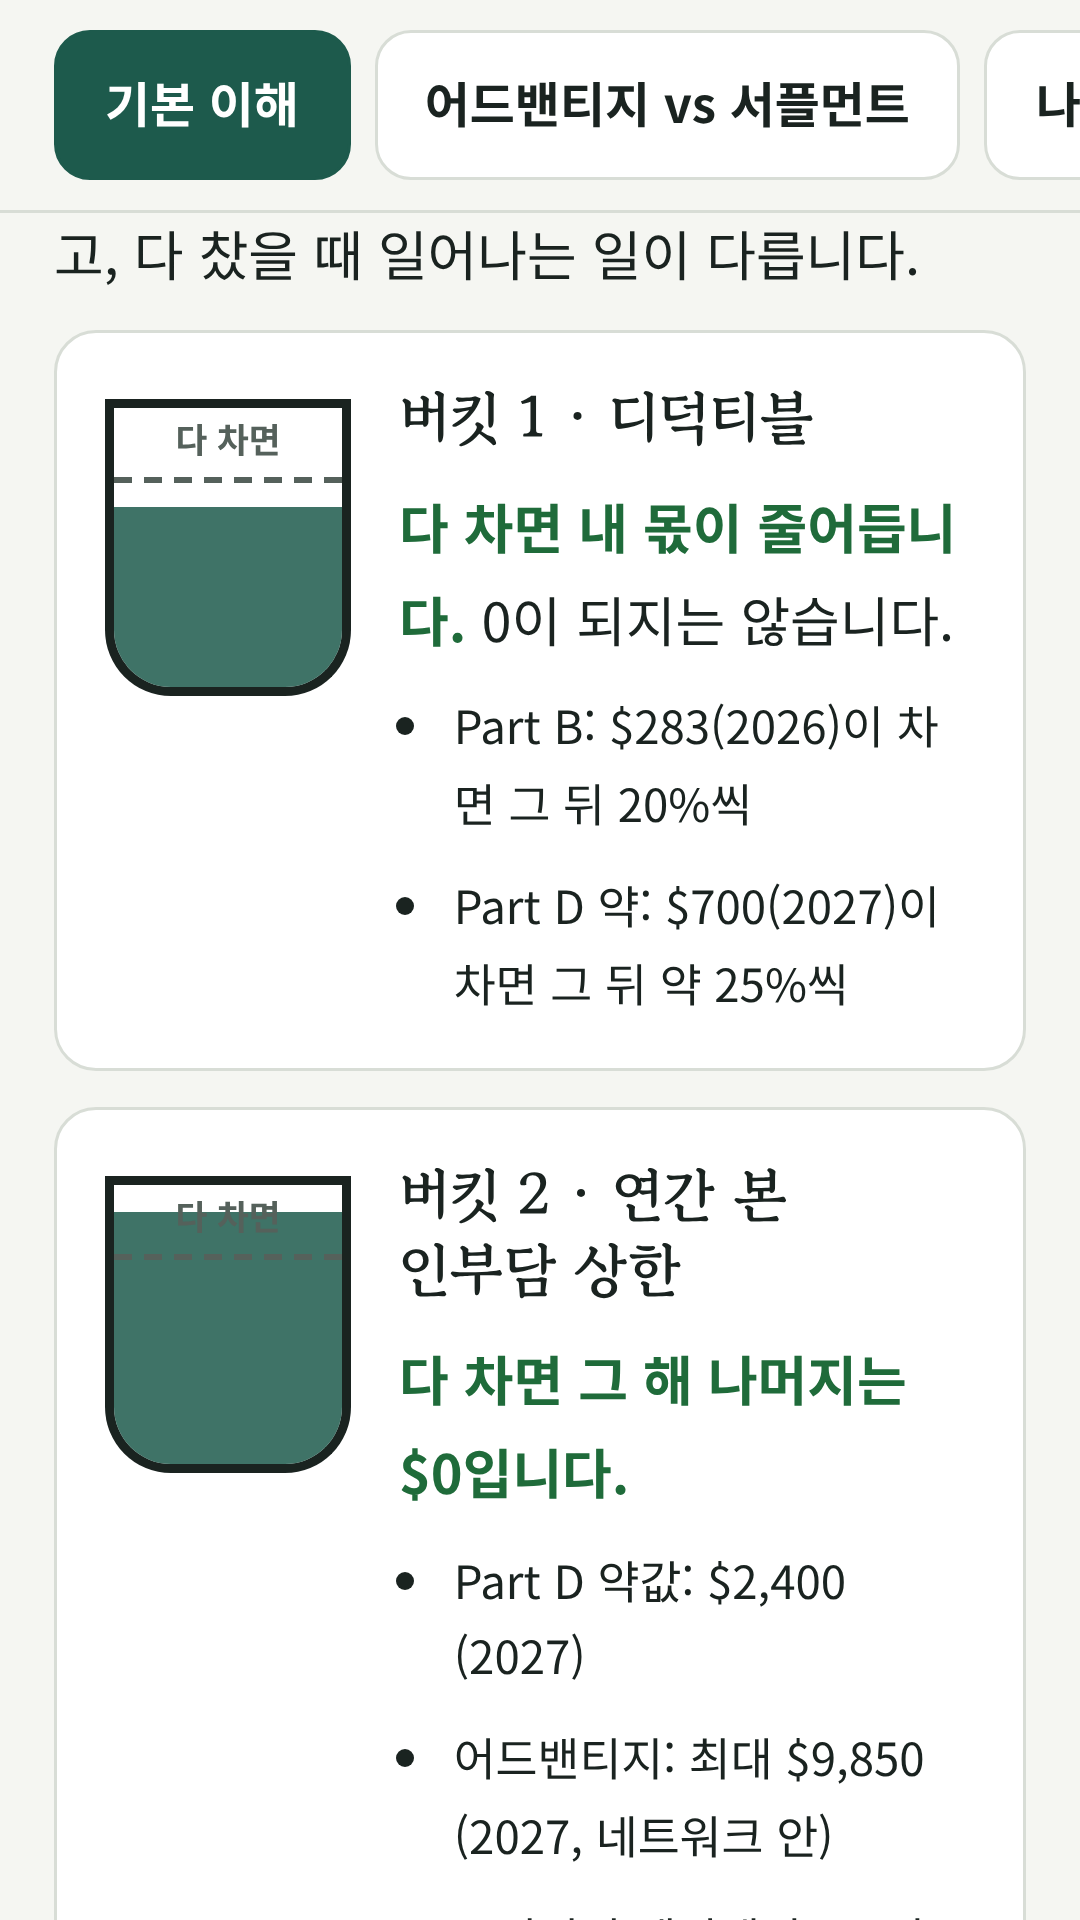 기본 이해
어드밴티지 vs 서플먼트
나
고, 다 찼을 때 일어나는 일이 다릅니다.
다 차면
버킷 1 · 디덕티블
다 차면 내 몫이 줄어듭니
다. 0이 되지는 않습니다.
Part B: $283(2026)이 차
면 그 뒤 20%씩
Part D 약: $700(2027)이
차면 그 뒤 약 25%씩
다 차면
버킷 2 · 연간 본
인부담 상한
다 차면 그 해 나머지는
$0입니다.
Part D 약값: $2,400
(2027)
어드밴티지: 최대 $9,850
(2027, 네트워크 안)